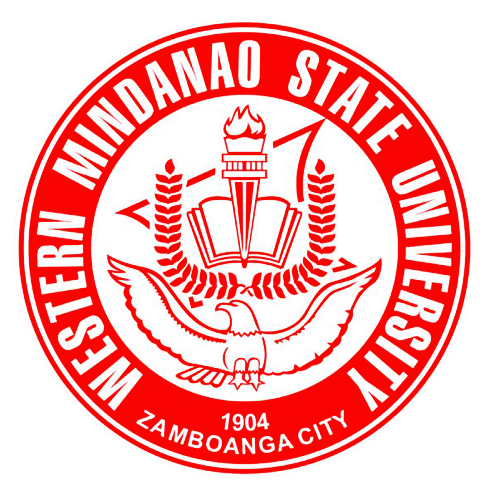 WESTERN MINDANAO STATE UNIVERSITY
1904
ZAMBOANGA CITY